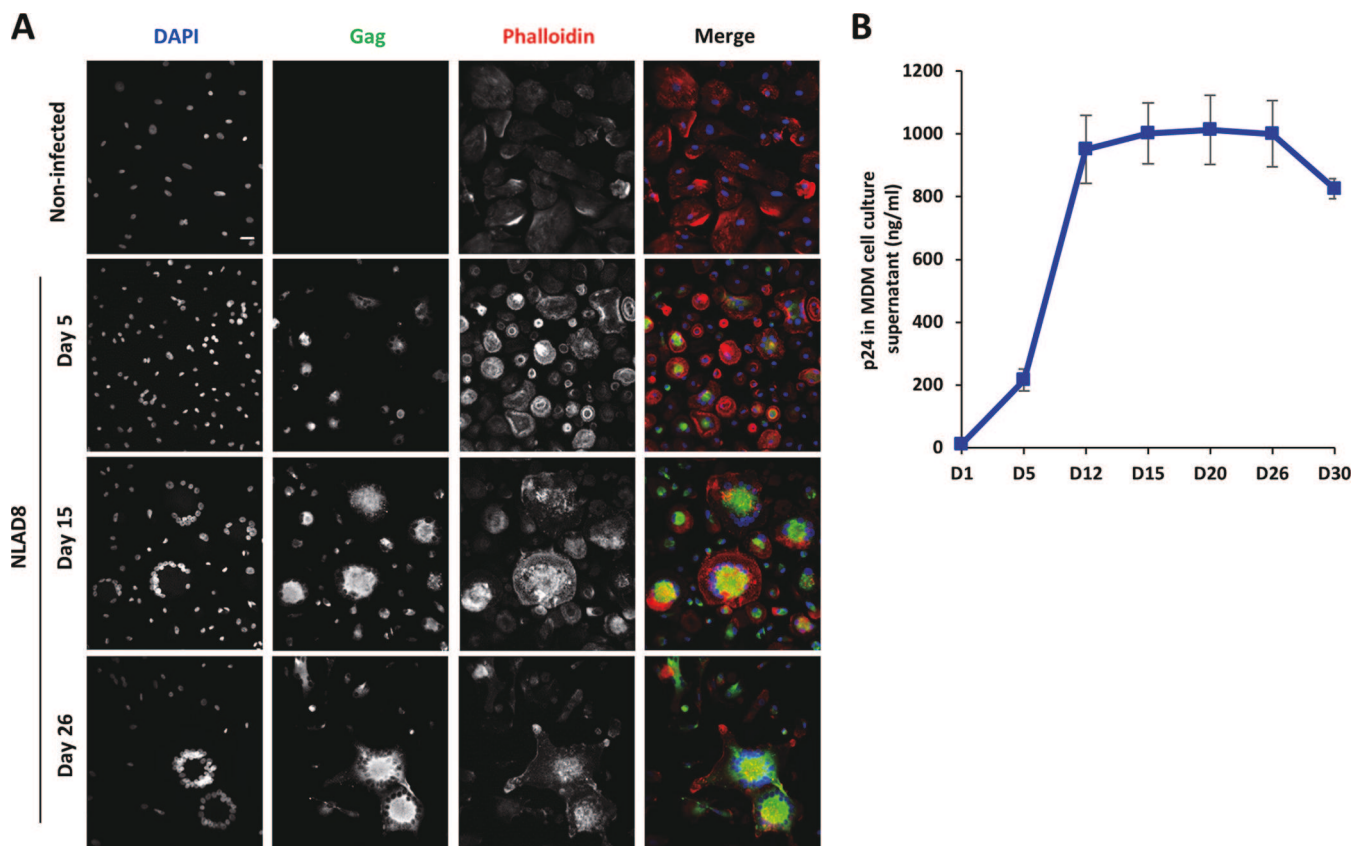 A
DAPI
Gag
Phalloidin
Merge
Non-infected
NLAD8
Day 5
Day 15
Day 26
B
p24 in MDM cell culture
supernatant (ng/ml)
1200
1000
800
600
400
200
0
D1
D5
D12
D15
D20
D26
D30